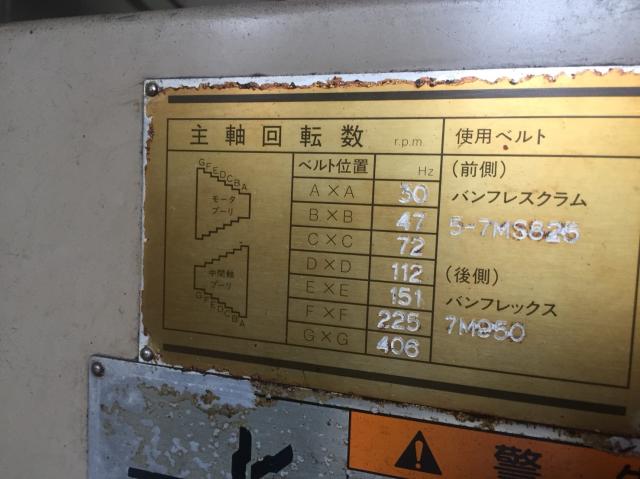 主軸回転数 r.p.m. 使用ベルト
ベルト位置 Hz (前側)
A×A 30 バンフレスクラム
B×B 47 5-7MS825
C×C 72
D×D 112 (後側)
E×E 151 バンフレックス
F×F 225 7M950
G×G 406
GFEDCBA
モータ
プーリ
中間軸
プーリ
GFEDCBA
警